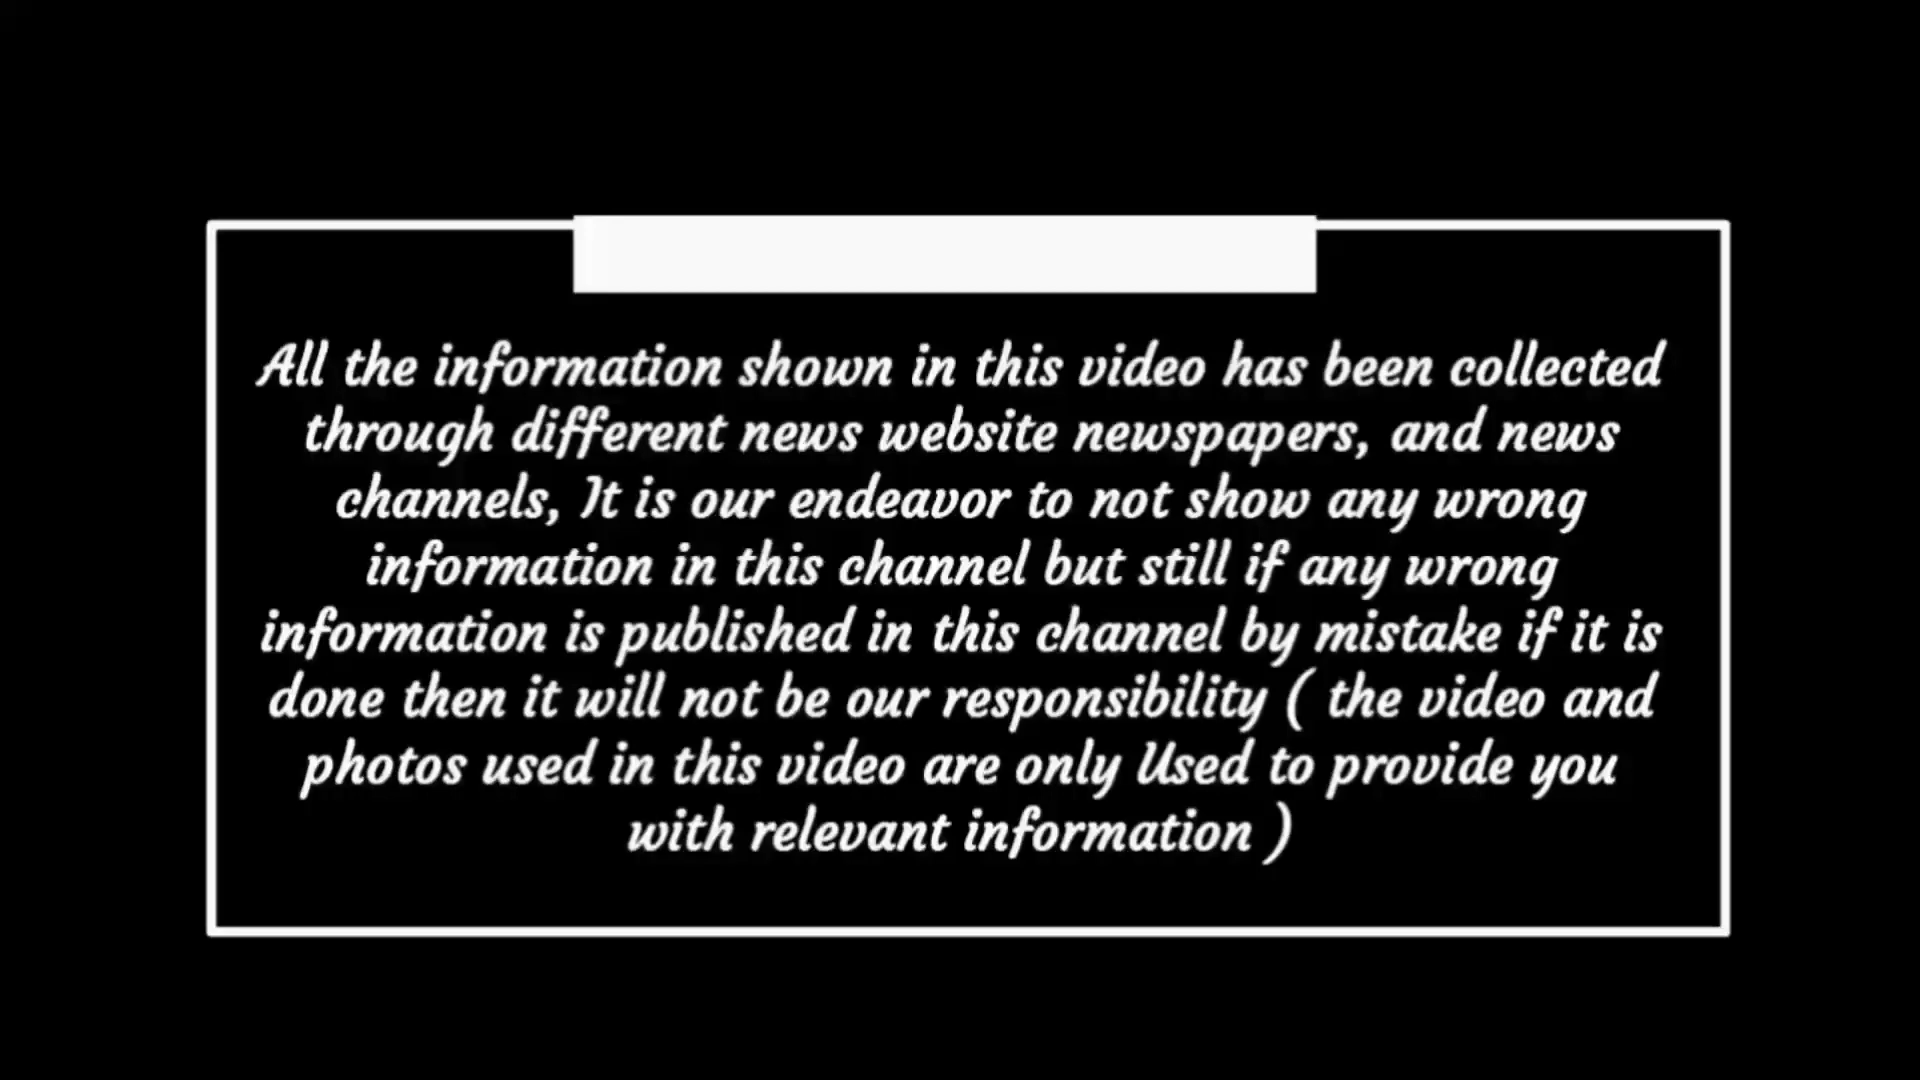 All the information shown in this video has been collected
through different news website newspapers, and news
channels, It is our endeavor to not show any wrong
information in this channel but still if any wrong
information is published in this channel by mistake if it is
done then it will not be our responsibility ( the video and
photos used in this video are only Used to provide you
with relevant information )